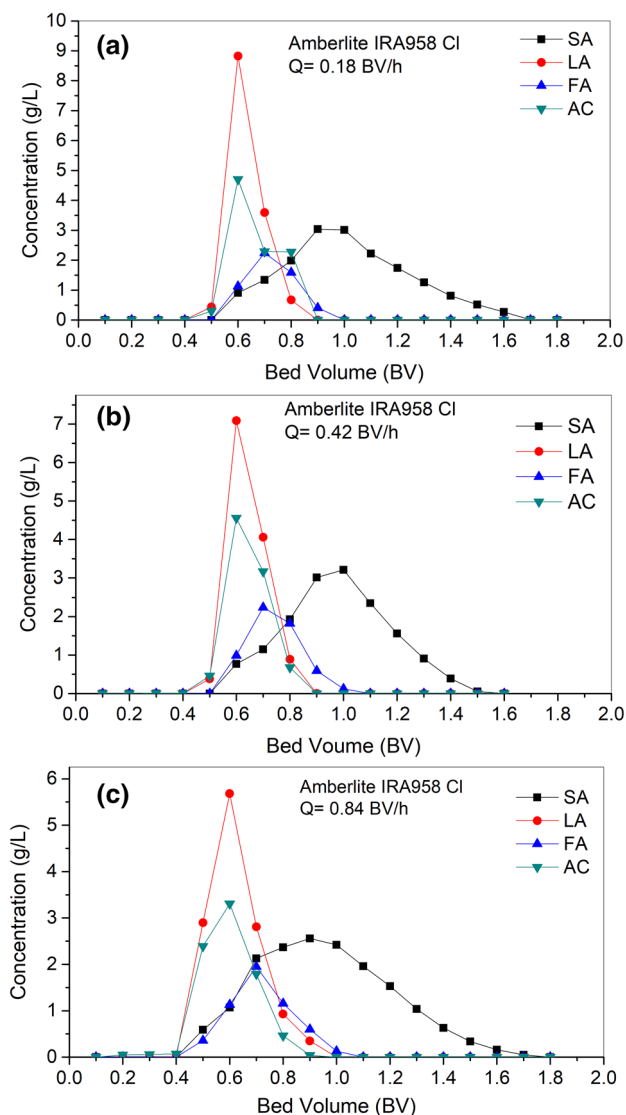 (a)
Amberlite IRA958 Cl
Q= 0.18 BV/h
SA
LA
FA
AC
Concentration (g/L)
10
9
8
7
6
5
4
3
2
1
0
0.0 0.2 0.4 0.6 0.8 1.0 1.2 1.4 1.6 1.8 2.0
Bed Volume (BV)
(b)
Amberlite IRA958 Cl
Q= 0.42 BV/h
SA
LA
FA
AC
Concentration (g/L)
7
6
5
4
3
2
1
0
0.0 0.2 0.4 0.6 0.8 1.0 1.2 1.4 1.6 1.8 2.0
Bed Voume (BV)
(c)
Amberlite IRA958 Cl
Q= 0.84 BV/h
SA
LA
FA
AC
Concentration (g/L)
6
5
4
3
2
1
0
0.0 0.2 0.4 0.6 0.8 1.0 1.2 1.4 1.6 1.8 2.0
Bed Volume (BV)